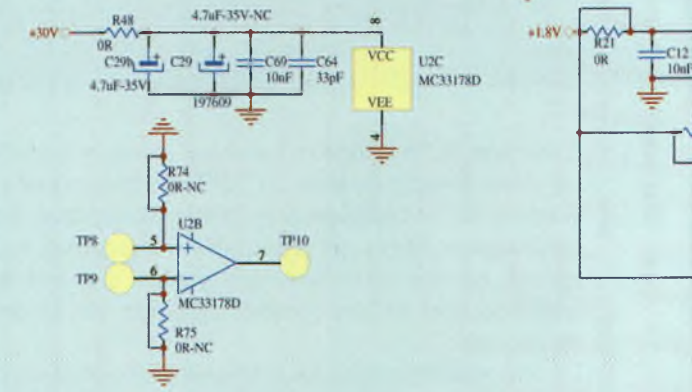 R48
4.7uF-35V-NC
8
+30V
0R
C29b
C29
C69
10nF
C64
33pF
4.7uF-35V
197609
VCC
VEE
U2C
MC33178D
4
+1.8V
R21
0R
C12
10nF
R74
0R-NC
U2B
TP8
5
7
TP10
TP9
6
MC33178D
R75
0R-NC